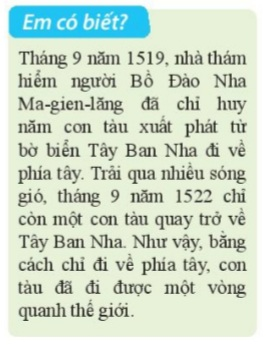 Em có biết?
Tháng 9 năm 1519, nhà thám
hiểm người Bồ Đào Nha
Ma-gien-lăng đã chỉ huy
năm con tàu xuất phát từ
bờ biển Tây Ban Nha đi về
phía tây. Trải qua nhiều sóng
gió, tháng 9 năm 1522 chỉ
còn một con tàu quay trở về
Tây Ban Nha. Như vậy, bằng
cách chỉ đi về phía tây, con
tàu đã đi được một vòng
quanh thế giới.